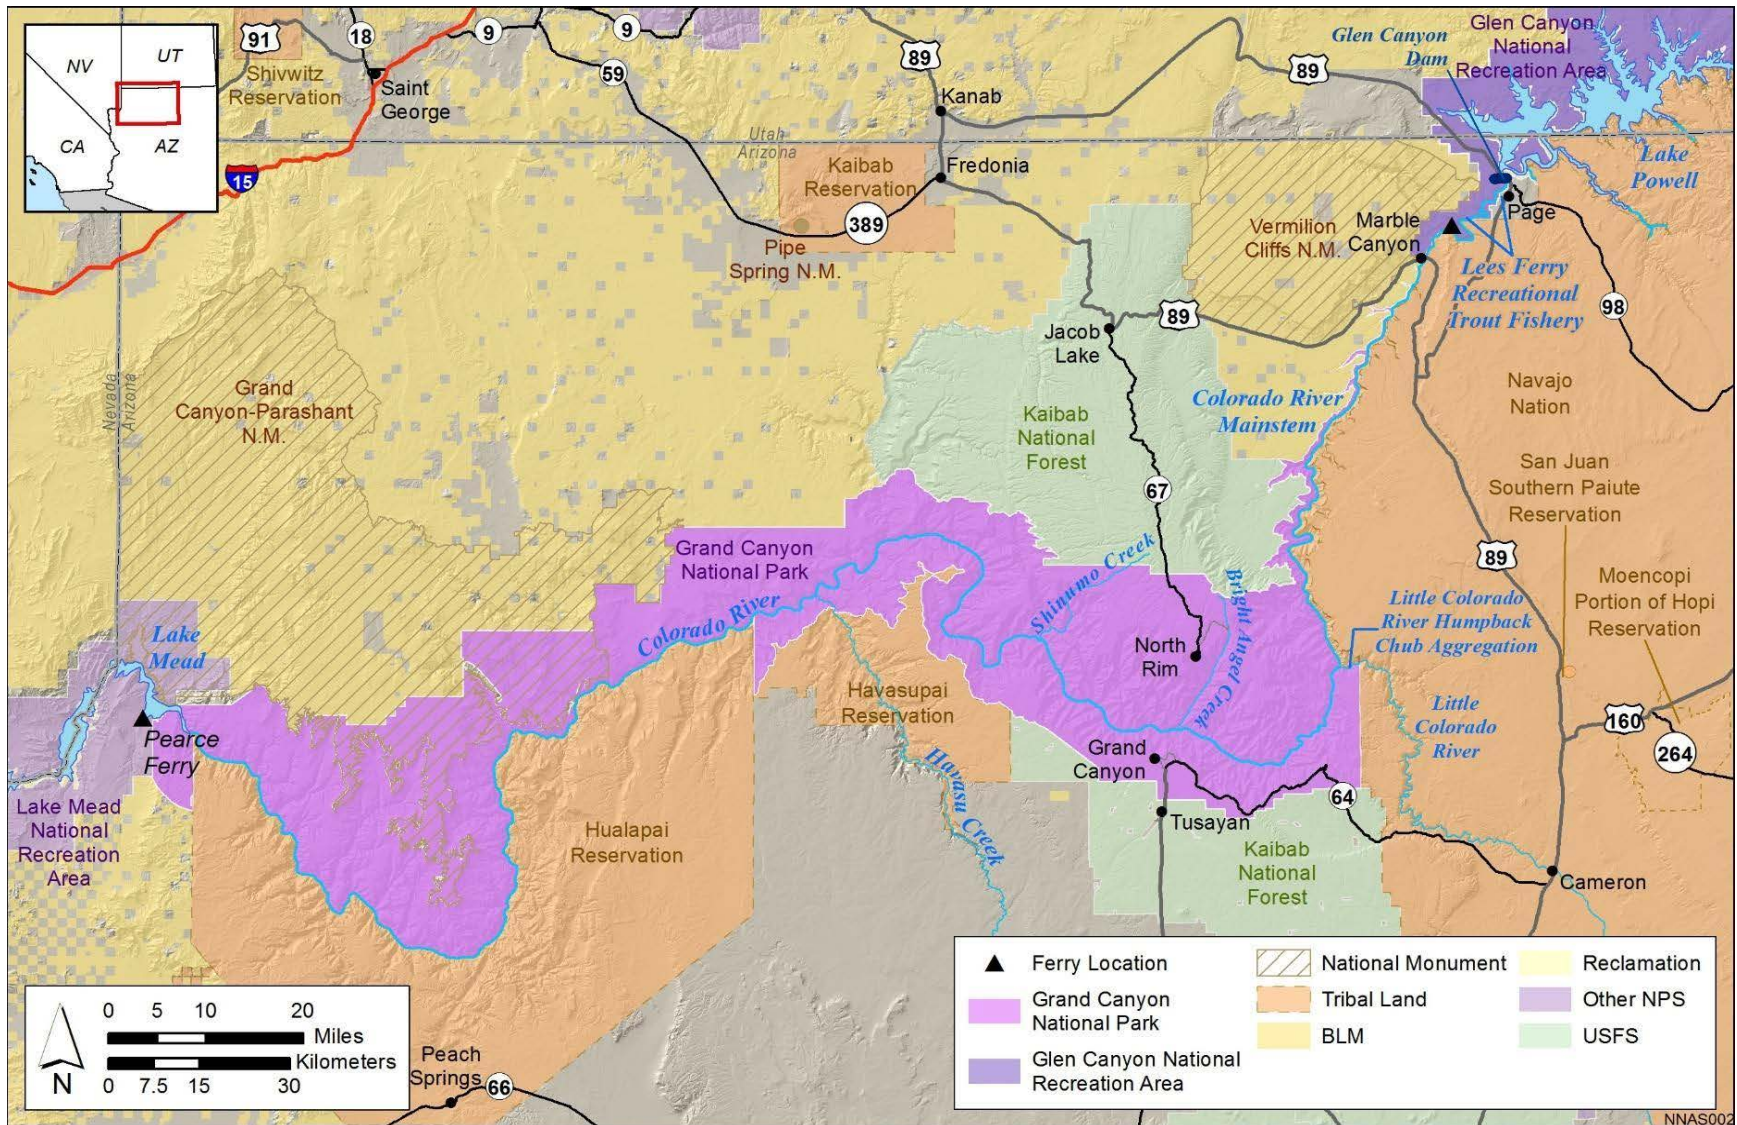 NV
UT
CA
AZ
91
18
9
9
59
Shivwitz
Reservation
Saint
George
15
89
Kanab
89
Utah
Arizona
Kaibab
Reservation
Fredonia
389
Pipe
Spring N.M.
Glen Canyon
Dam
Glen Canyon
National
Recreation Area
Lake
Powell
Page
Marble
Canyon
Vermilion
Cliffs N.M.
Lees Ferry
Recreational
Trout Fishery
98
Jacob
Lake
89
Nevada
Arizona
Grand
Canyon-Parashant
N.M.
Kaibab
National
Forest
67
Colorado River
Mainstem
Navajo
Nation
San Juan
Southern Paiute
Reservation
89
Moencopi
Portion of Hopi
Reservation
Grand Canyon
National Park
Colorado River
Shinumo Creek
Bright Angel Creek
North
Rim
Little Colorado
River Humpback
Chub Aggregation
Lake
Mead
Pearce
Ferry
Havasupai
Reservation
Havasu Creek
Little
Colorado
River
160
264
Grand
Canyon
64
Tusayan
Lake Mead
National
Recreation
Area
Hualapai
Reservation
Kaibab
National
Forest
Cameron
Peach
Springs
66
0 5 10 20
Miles
Kilometers
0 7.5 15 30
N
Ferry Location
Grand Canyon
National Park
Glen Canyon National
Recreation Area
National Monument
Tribal Land
BLM
Reclamation
Other NPS
USFS
NNAS002